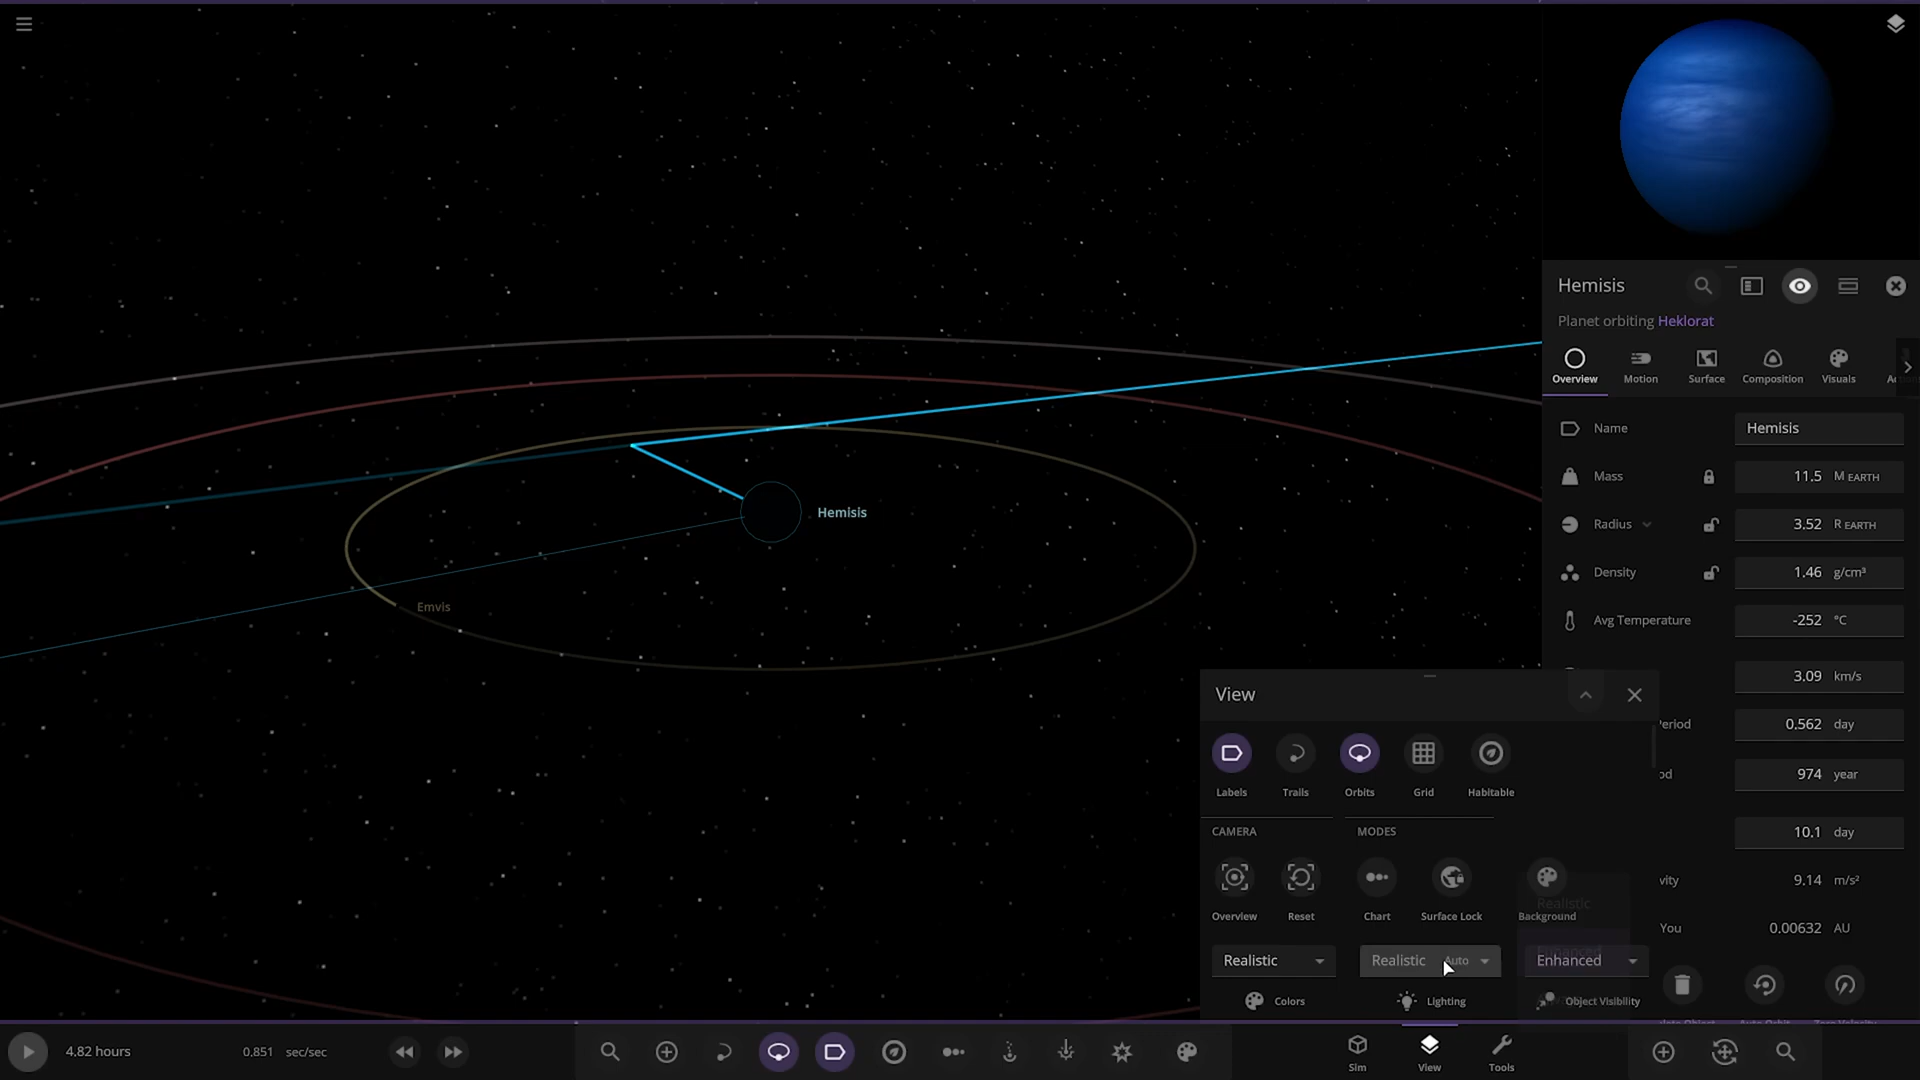 Hemisis
Planet orbiting Heklorat
Overview
Motion
Surface
Composition
Visuals
Name
Hemisis
Mass
11.5 M EARTH
Radius
3.52 R EARTH
Density
1.46 g/cm³
Avg Temperature
-252 °C
3.09 km/s
0.562 day
974 year
10.1 day
9.14 m/s²
You
0.00632 AU
Hemisis
Emvis
View
Labels
Trails
Orbits
Grid
Habitable
CAMERA
MODES
Overview
Reset
Chart
Surface Lock
Background
Realistic
Realistic
Auto
Enhanced
Colors
Lighting
Object Visibility
4.82 hours
0.851 sec/sec
Sim
View
Tools